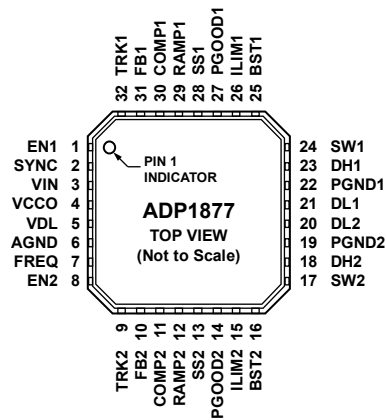 32 TRK1
31 FB1
30 COMP1
29 RAMP1
28 SS1
27 PGOOD1
26 ILIM1
25 BST1
EN1 1
SYNC 2
VIN 3
VCCO 4
VDL 5
AGND 6
FREQ 7
EN2 8
PIN 1
INDICATOR
ADP1877
TOP VIEW
(Not to Scale)
24 SW1
23 DH1
22 PGND1
21 DL1
20 DL2
19 PGND2
18 DH2
17 SW2
TRK2 9
FB2 10
COMP2 11
RAMP2 12
SS2 13
PGOOD2 14
ILIM2 15
BST2 16